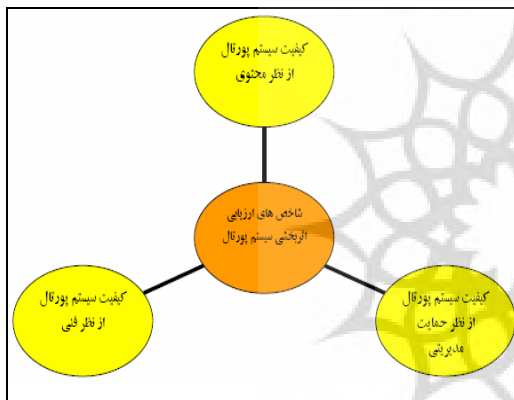 کیفیت سیستم پورتال
از نظر محتوی
شاخص های ارزیابی
اثربخشی سیستم پورتال
کیفیت سیستم پورتال
از نظر فنی
کیفیت سیستم پورتال
از نظر حمایت
مدیریتی